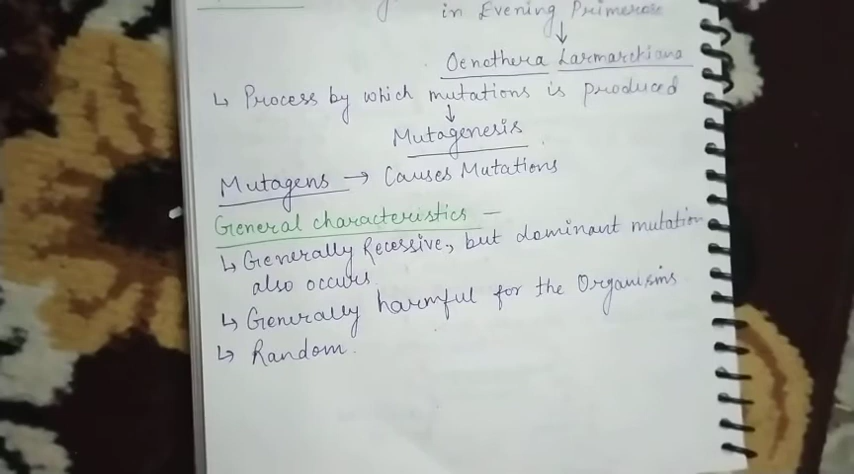 in Evening Primerose
↓
Oenothera Larmarckiana
↳ Process by which mutations is produced
↓
Mutagenesis
Mutagens → Causes Mutations
General characteristics —
↳ Generally Recessive, but dominant mutation
also occurs
↳ Generally harmful for the Organisms
↳ Random.